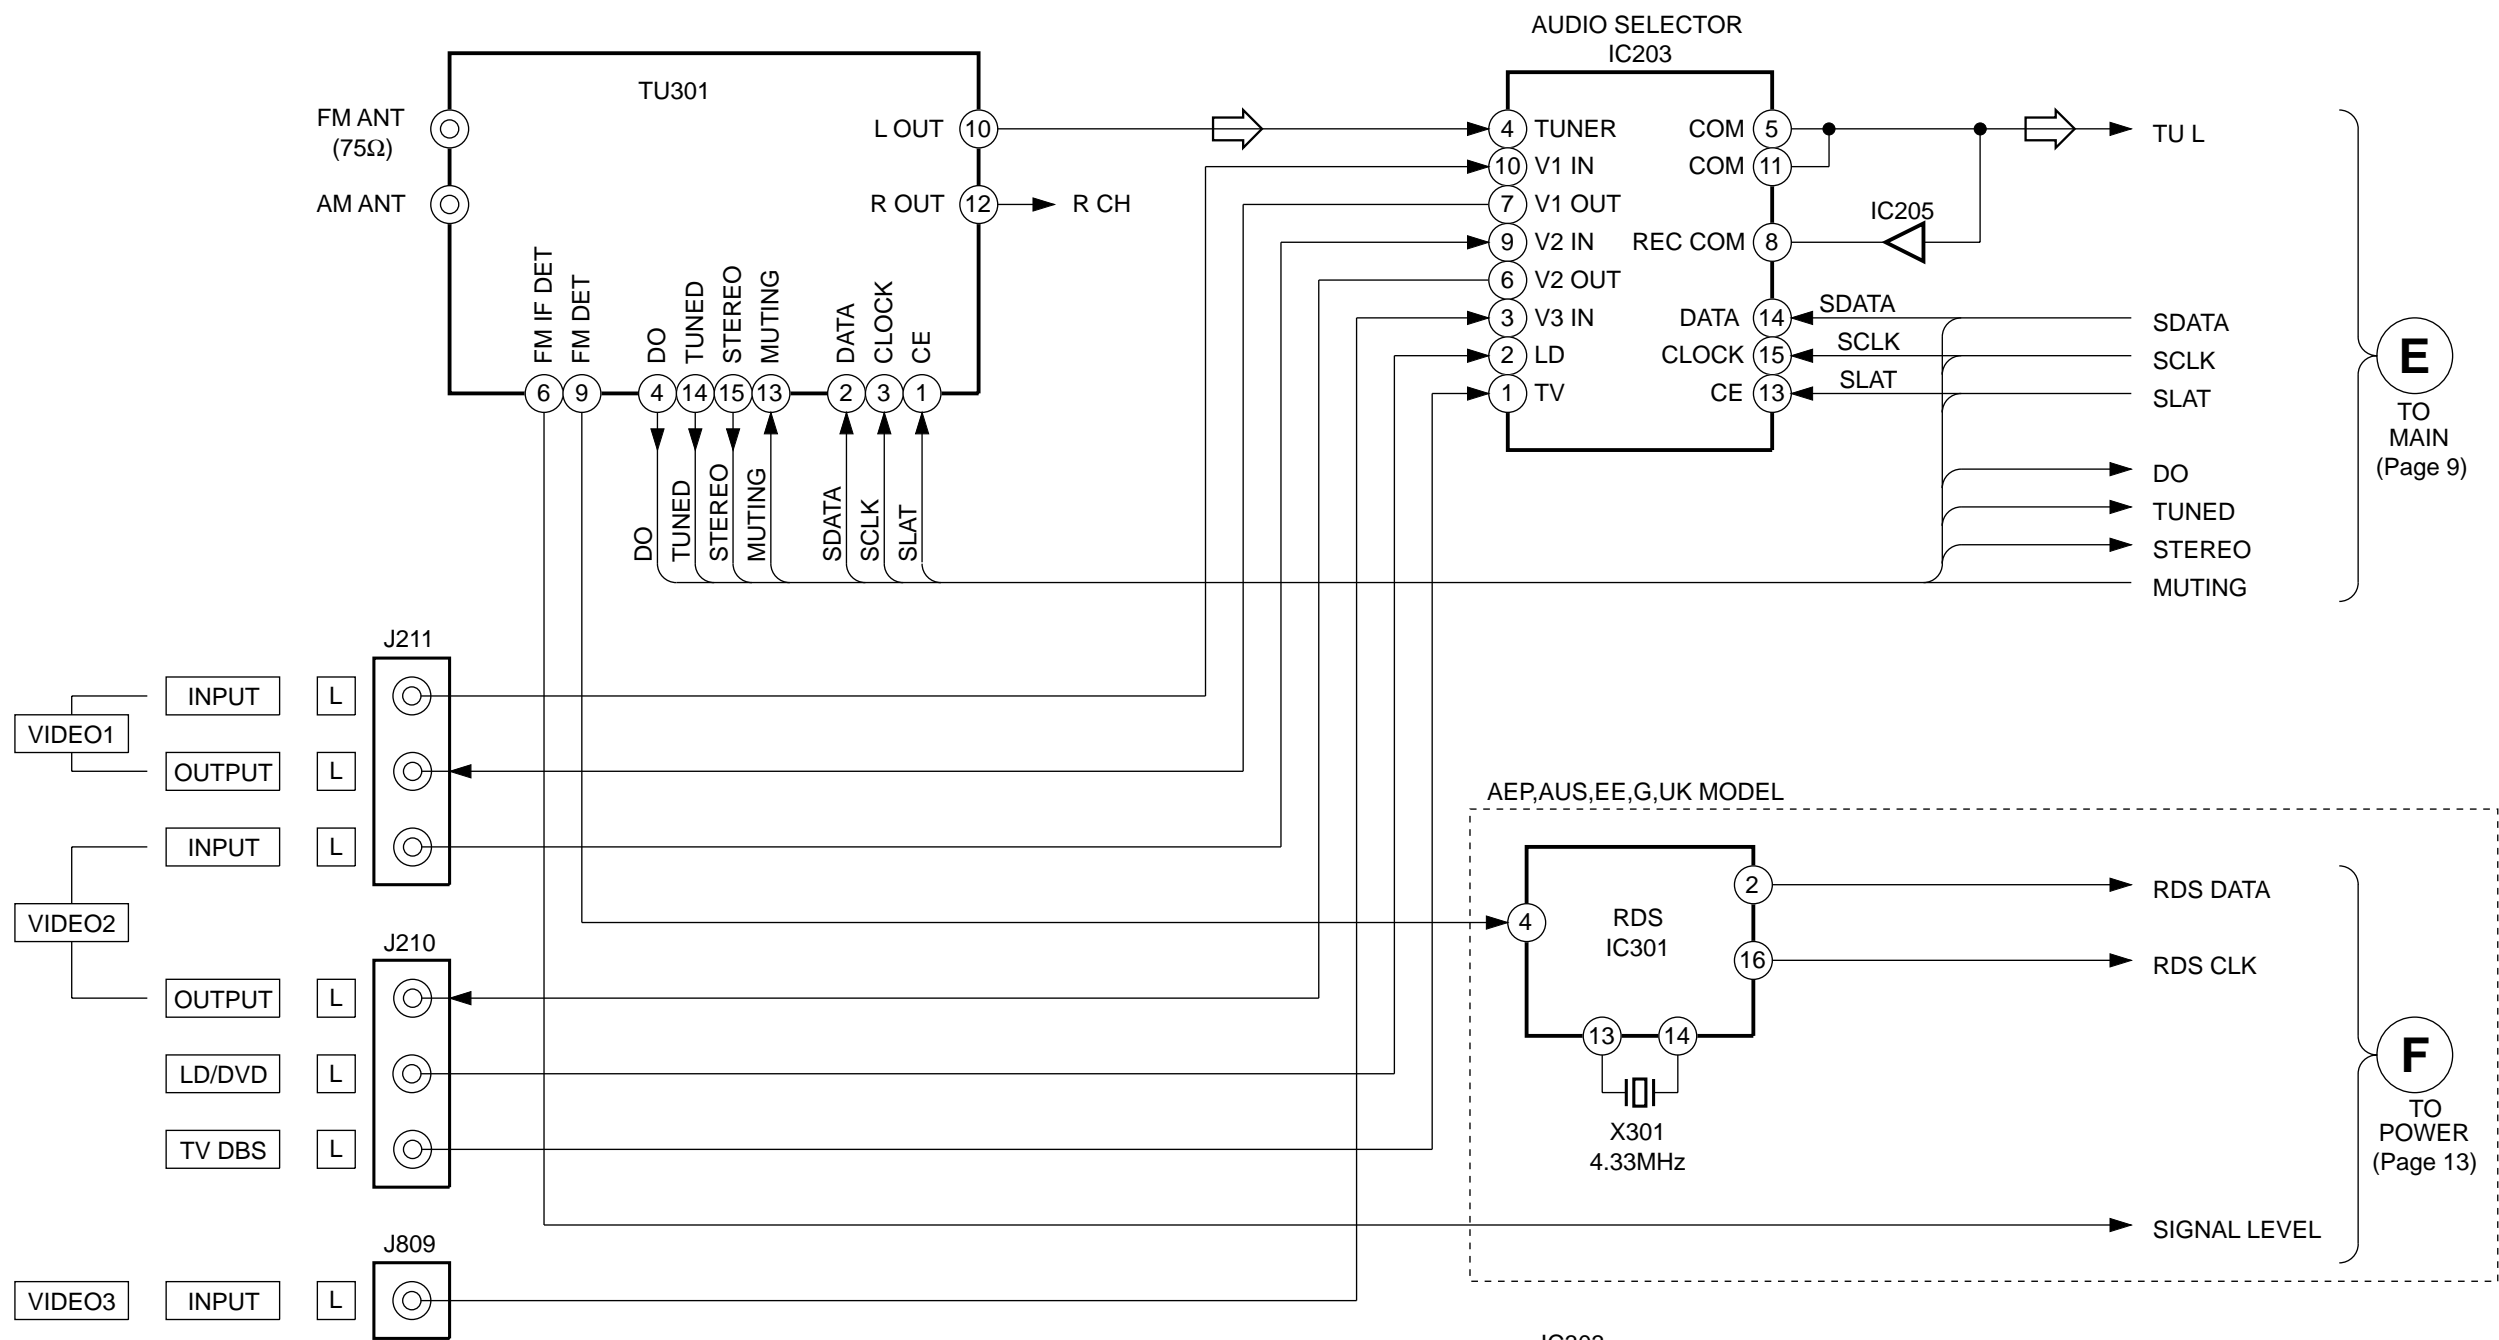 AUDIO SELECTOR
IC203
TU301
FM ANT
(75Ω)
AM ANT
L OUT 10
R OUT 12
R CH
FM IF DET
FM DET
DO
TUNED
STEREO
MUTING
DATA
CLOCK
CE
6 9 4 14 15 13 2 3 1
DO
TUNED
STEREO
MUTING
SDATA
SCLK
SLAT
4 TUNER
10 V1 IN
7 V1 OUT
9 V2 IN
6 V2 OUT
3 V3 IN
2 LD
1 TV
COM 5
COM 11
REC COM 8
DATA 14
CLOCK 15
CE 13
IC205
SDATA
SCLK
SLAT
TU L
SDATA
SCLK
SLAT
DO
TUNED
STEREO
MUTING
E
TO
MAIN
(Page 9)
J211
VIDEO1
INPUT L
OUTPUT L
VIDEO2
INPUT L
J210
OUTPUT L
LD/DVD L
TV DBS L
J809
VIDEO3 INPUT L
AEP,AUS,EE,G,UK MODEL
RDS
IC301
4
2
16
13 14
X301
4.33MHz
RDS DATA
RDS CLK
SIGNAL LEVEL
F
TO
POWER
(Page 13)